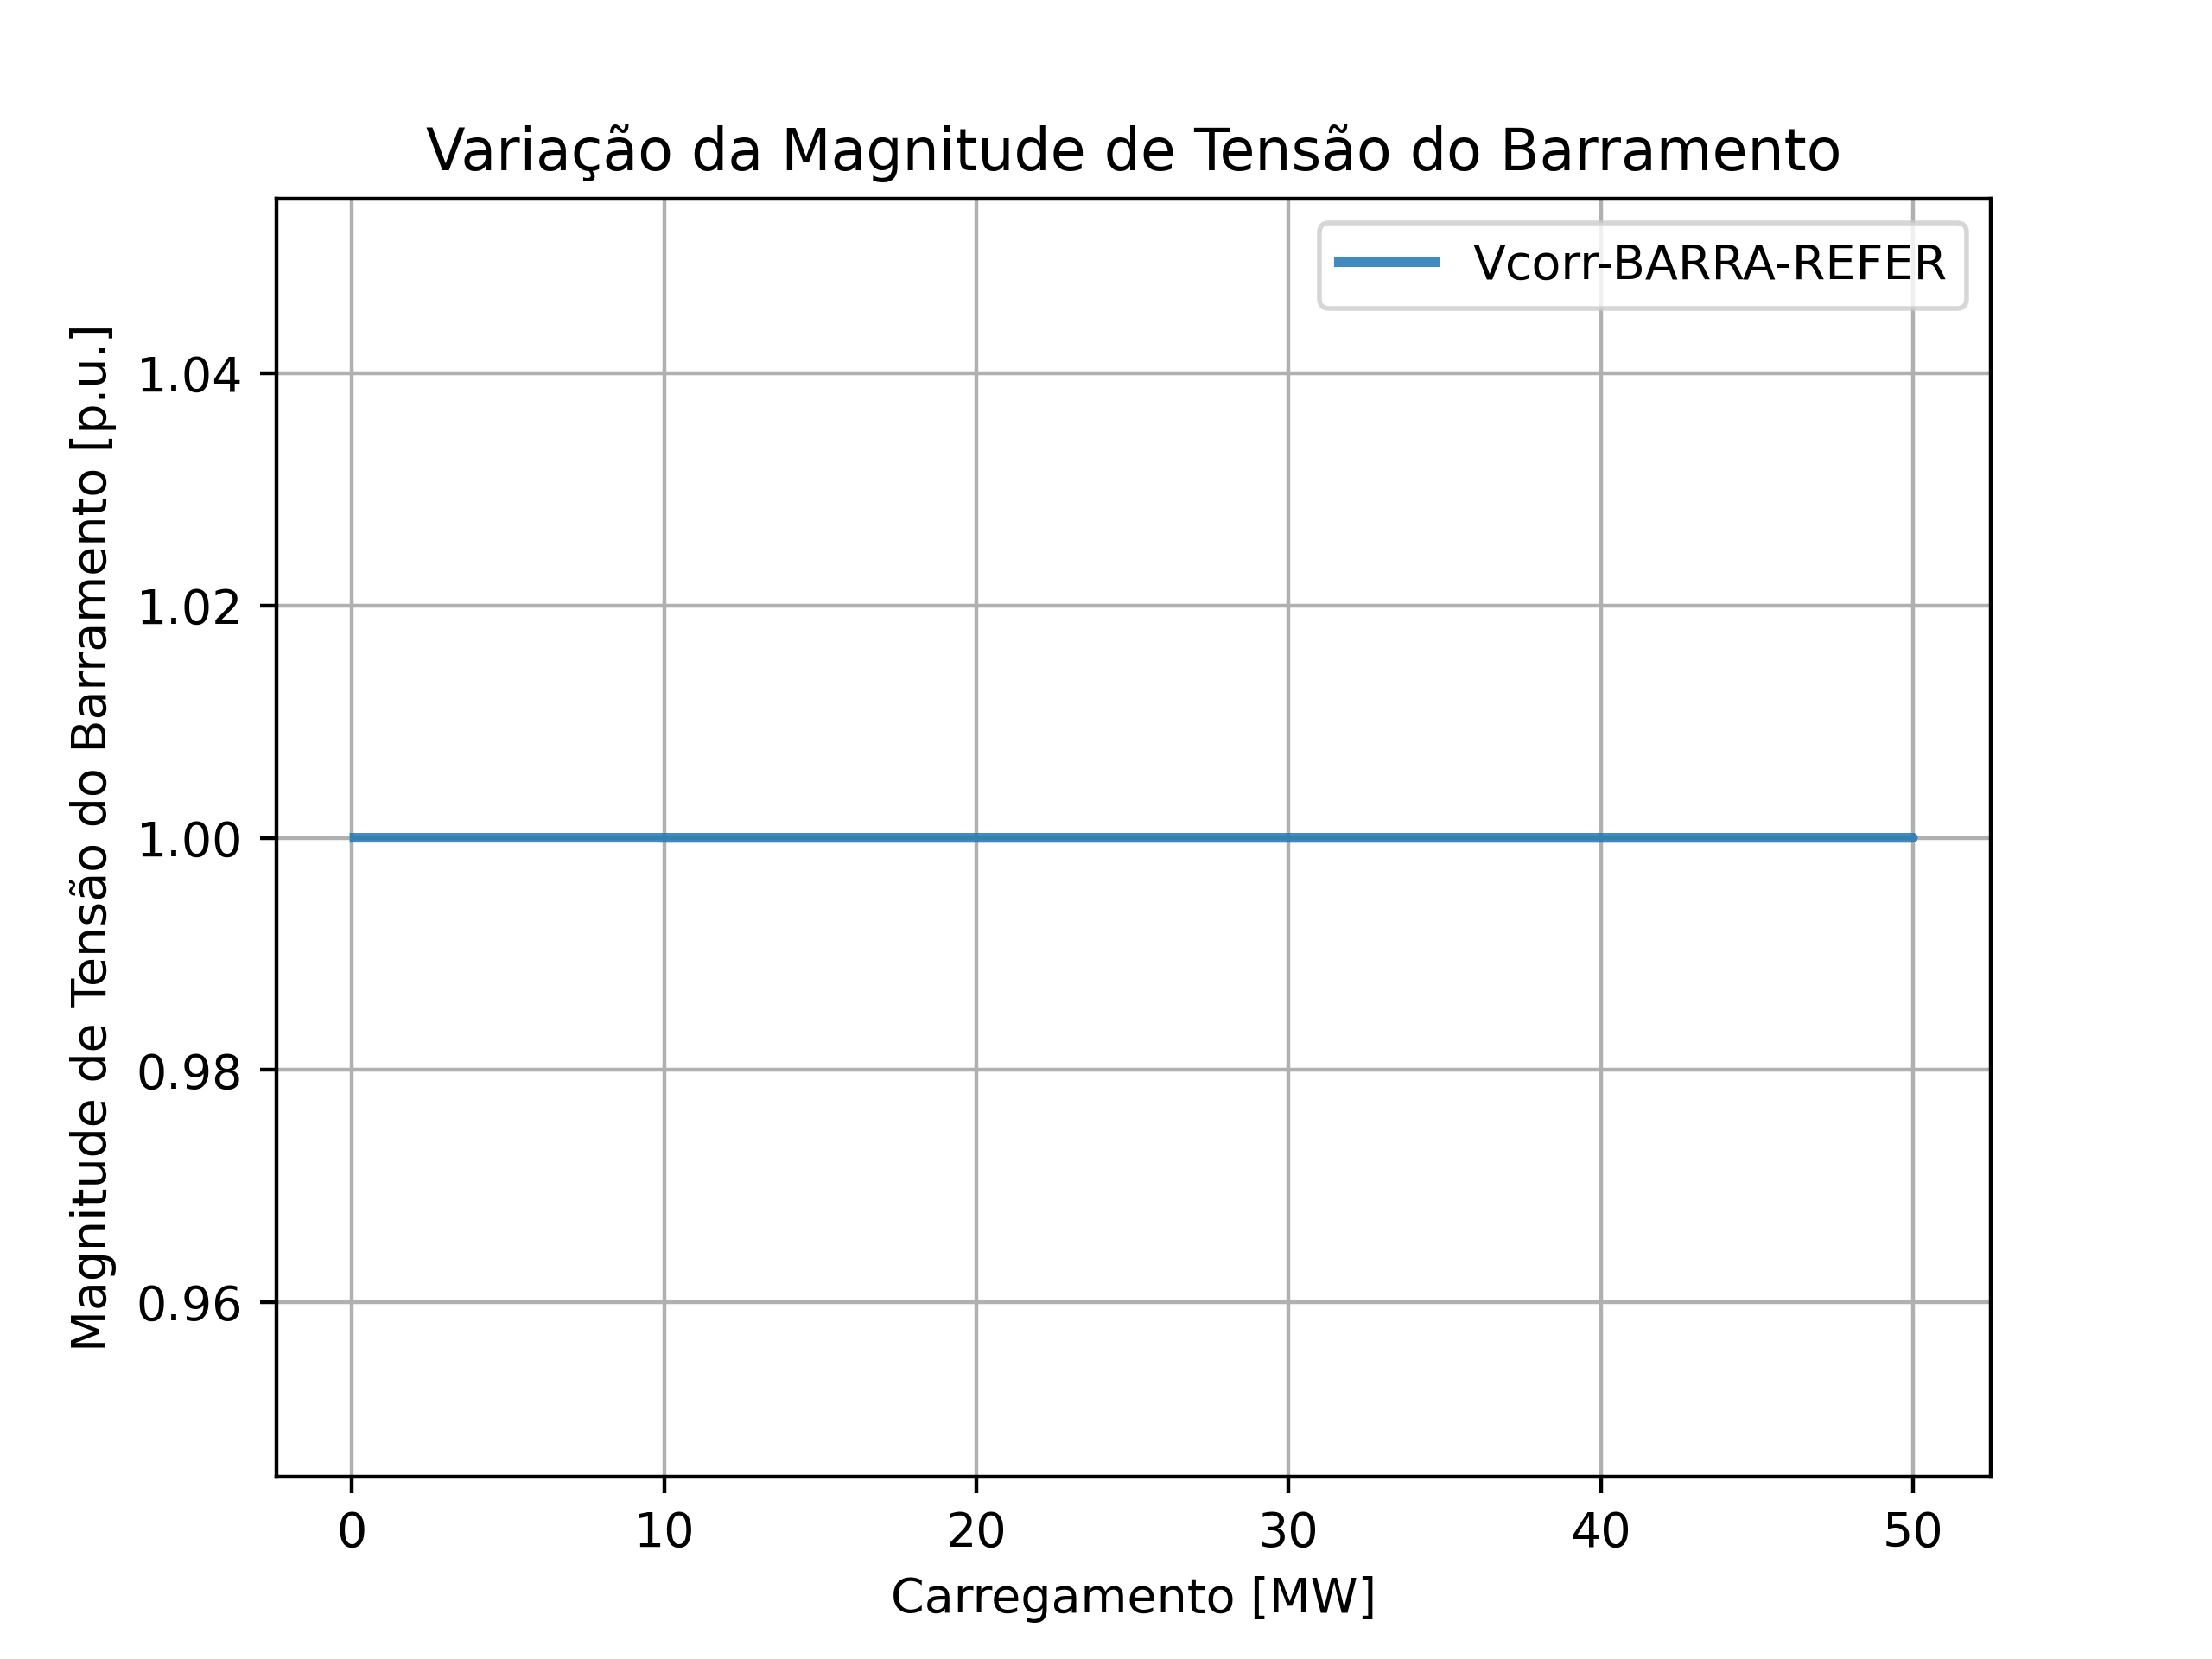 Variação da Magnitude de Tensão do Barramento
Vcorr-BARRA-REFER
Magnitude de Tensão do Barramento [p.u.]
1.04
1.02
1.00
0.98
0.96
0 10 20 30 40 50
Carregamento [MW]